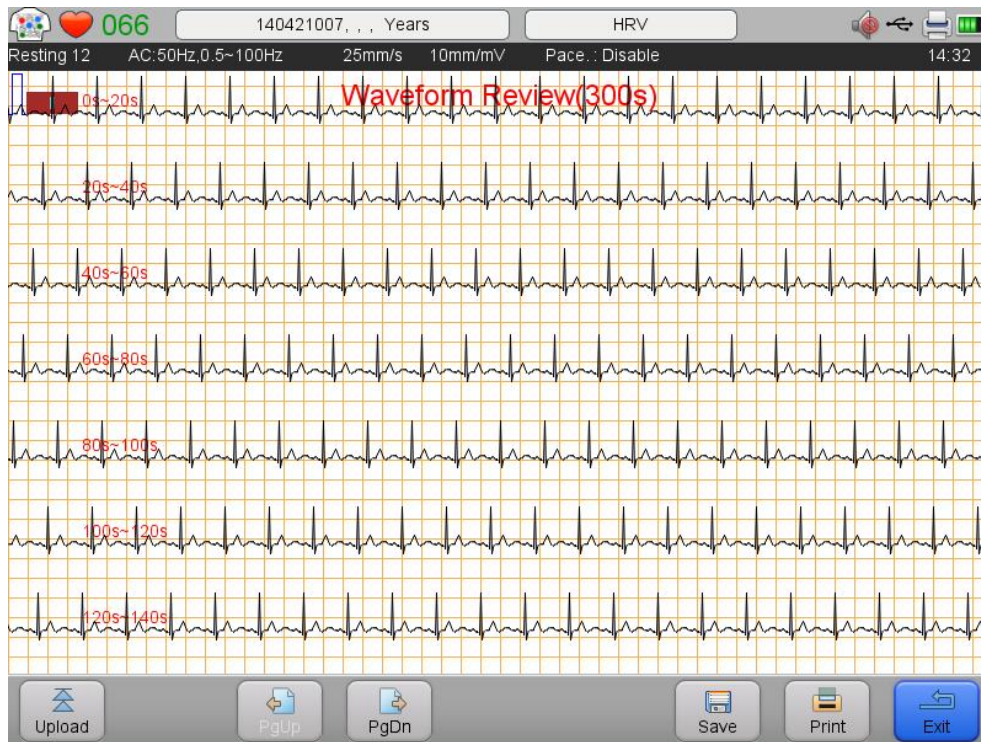 066 140421007, , , Years HRV
Resting 12 AC:50Hz,0.5~100Hz 25mm/s 10mm/mV Pace. : Disable 14:32
Waveform Review(300s)
0s~20s
20s~40s
40s~60s
60s~80s
80s~100s
100s~120s
120s~140s
Upload PgUp PgDn Save Print Exit